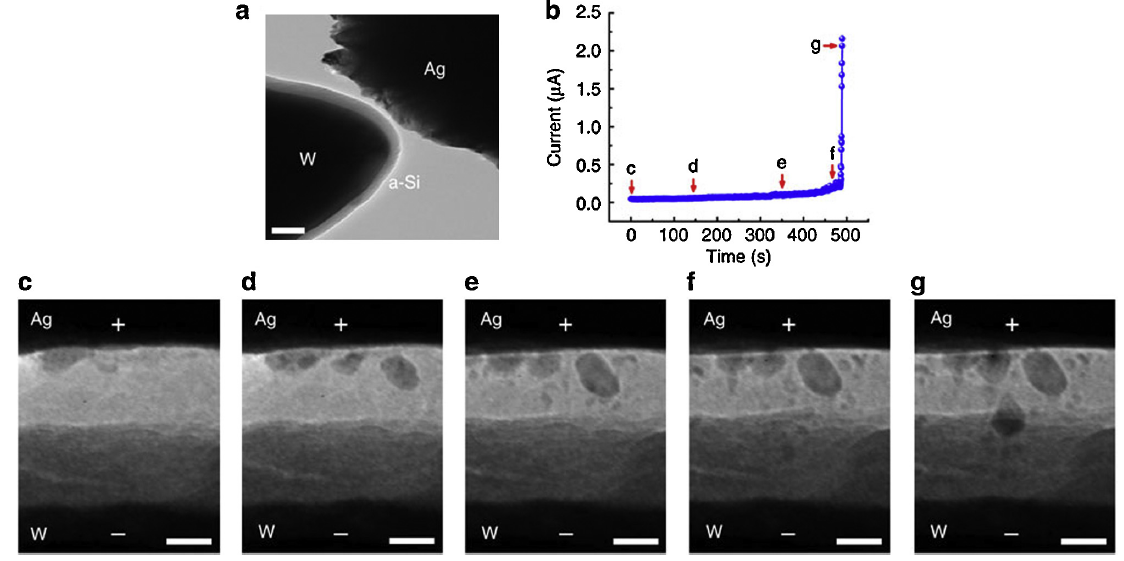 a
Ag
W
a-Si
b
Current (μA)
2.5
2.0
1.5
1.0
0.5
0.0
g
c
d
e
f
0 100 200 300 400 500
Time (s)
c
Ag +
W –
d
Ag +
W –
e
Ag +
W –
f
Ag +
W –
g
Ag +
W –